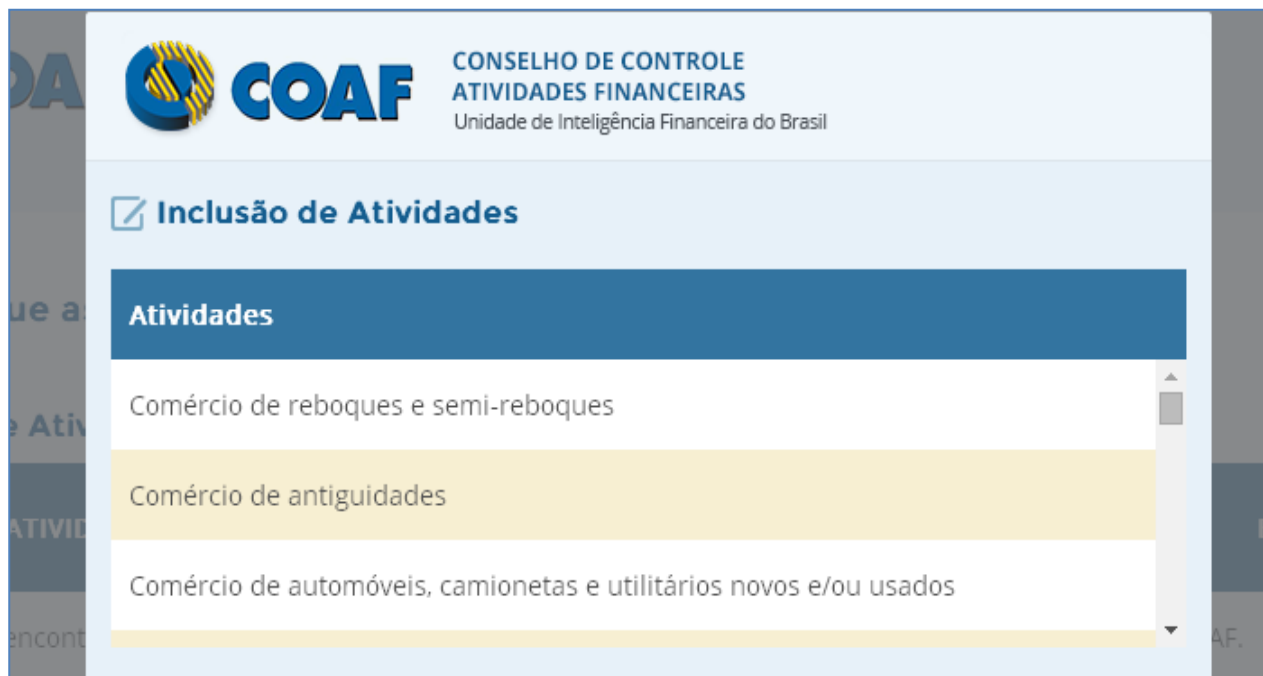 COAF
CONSELHO DE CONTROLE
ATIVIDADES FINANCEIRAS
Unidade de Inteligência Financeira do Brasil
Inclusão de Atividades
Atividades
Comércio de reboques e semi-reboques
Comércio de antiguidades
Comércio de automóveis, camionetas e utilitários novos e/ou usados